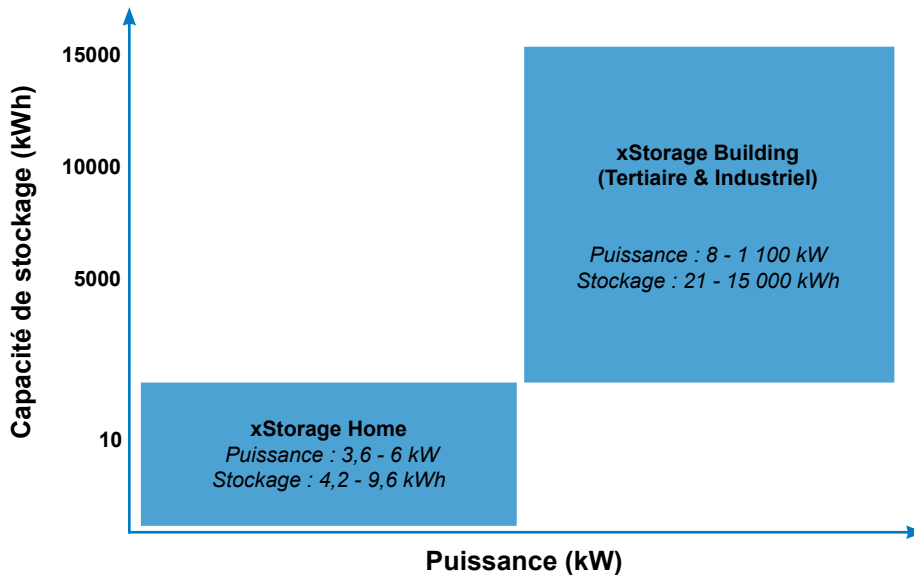 Capacité de stockage (kWh)
15000
10000
5000
10
xStorage Building
(Tertiaire & Industriel)
Puissance : 8 - 1 100 kW
Stockage : 21 - 15 000 kWh
xStorage Home
Puissance : 3,6 - 6 kW
Stockage : 4,2 - 9,6 kWh
Puissance (kW)